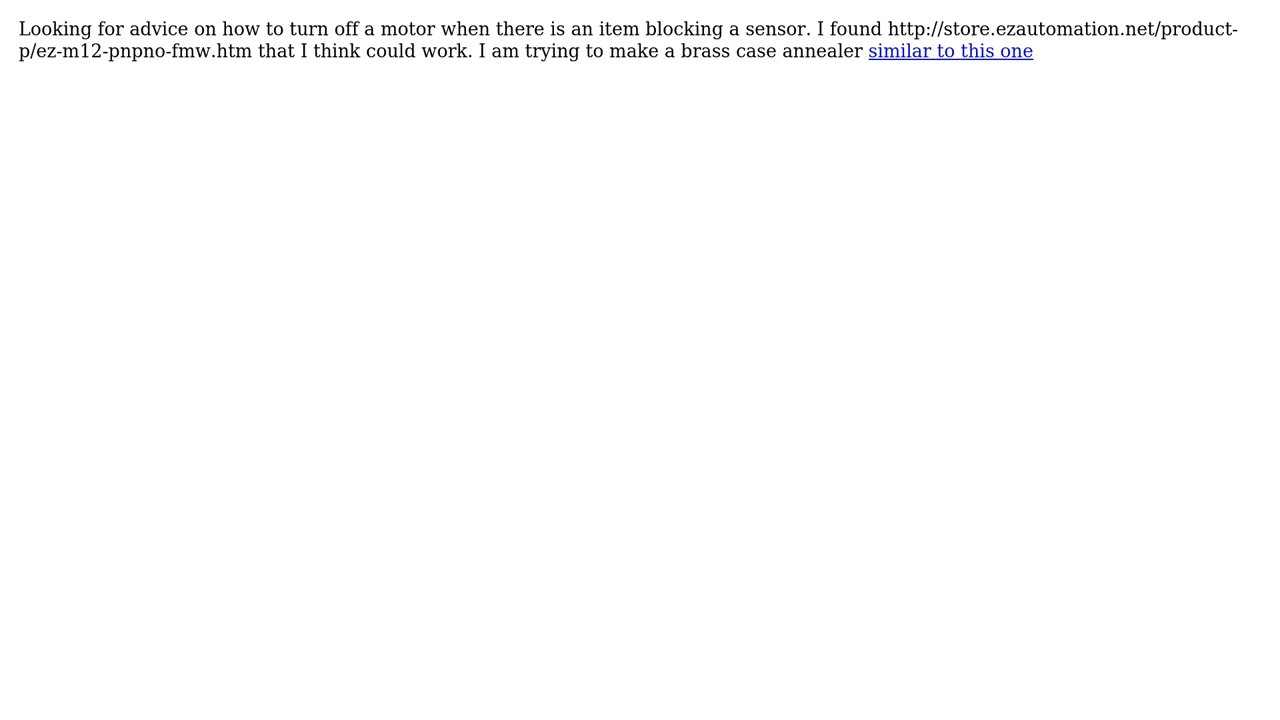 Looking for advice on how to turn off a motor when there is an item blocking a sensor. I found http://store.ezautomation.net/product-
p/ez-m12-pnpno-fmw.htm that I think could work. I am trying to make a brass case annealer similar to this one